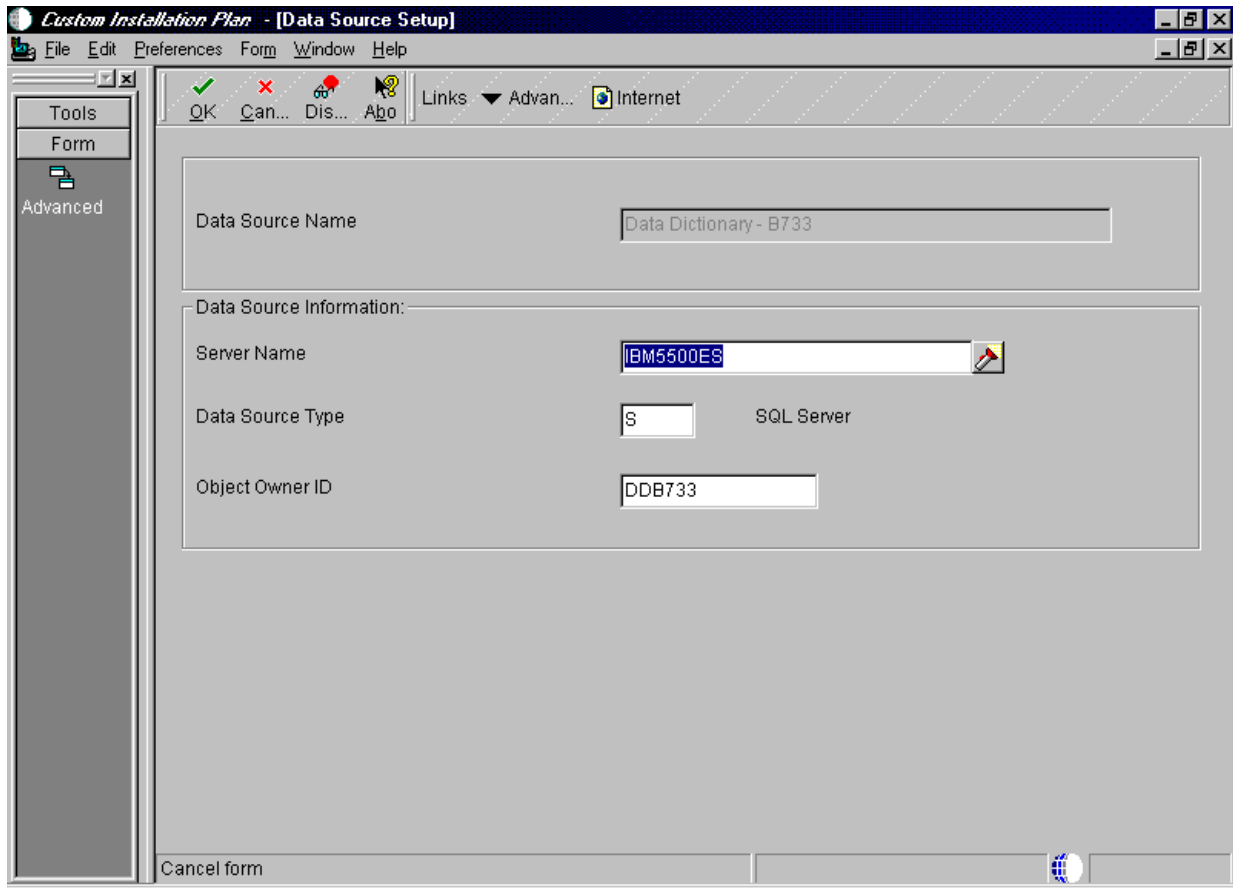 Custom Installation Plan - [Data Source Setup]
File Edit Preferences Form Window Help
Tools
Form
Advanced
OK Can... Dis... Abo Links Advan... Internet
Data Source Name Data Dictionary - B733
Data Source Information:
Server Name IBM5500ES
Data Source Type S SQL Server
Object Owner ID DDB733
Cancel form